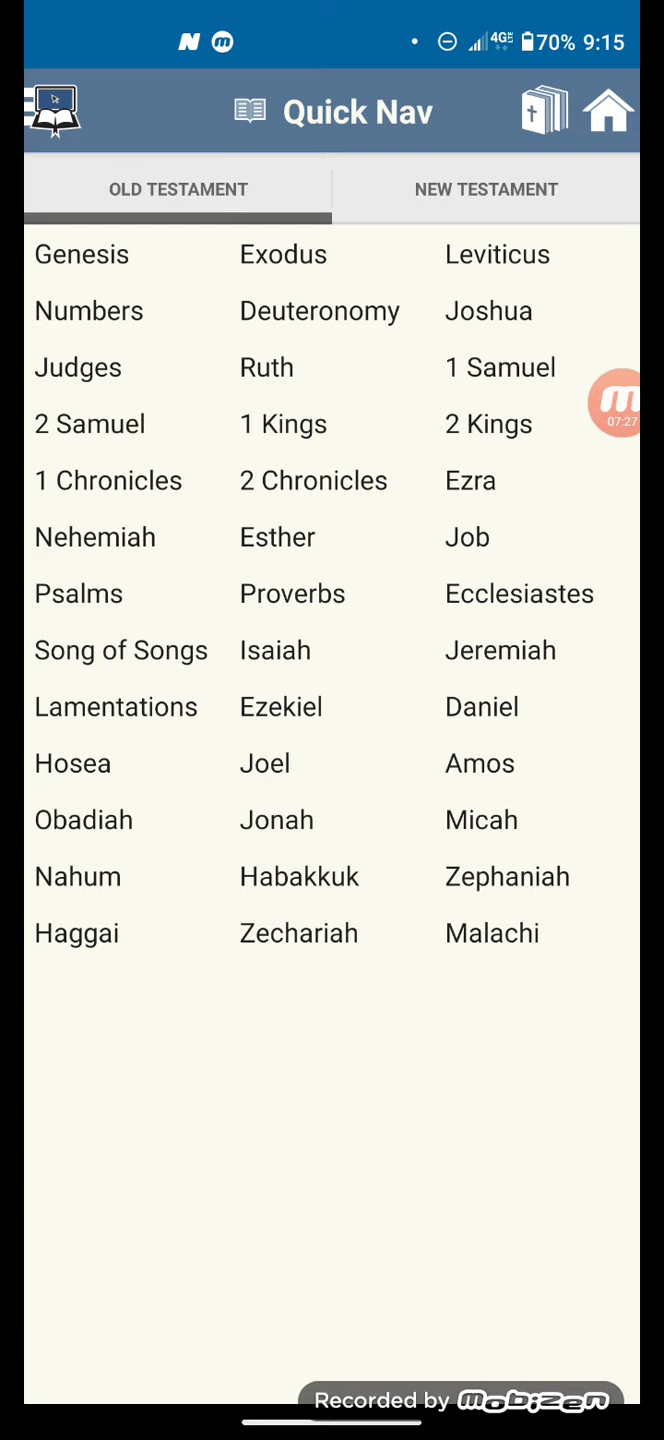 N m • 4G 70% 9:15
Quick Nav
OLD TESTAMENT NEW TESTAMENT
Genesis Exodus Leviticus
Numbers Deuteronomy Joshua
Judges Ruth 1 Samuel
2 Samuel 1 Kings 2 Kings
07:27
1 Chronicles 2 Chronicles Ezra
Nehemiah Esther Job
Psalms Proverbs Ecclesiastes
Song of Songs Isaiah Jeremiah
Lamentations Ezekiel Daniel
Hosea Joel Amos
Obadiah Jonah Micah
Nahum Habakkuk Zephaniah
Haggai Zechariah Malachi
Recorded by mobizen